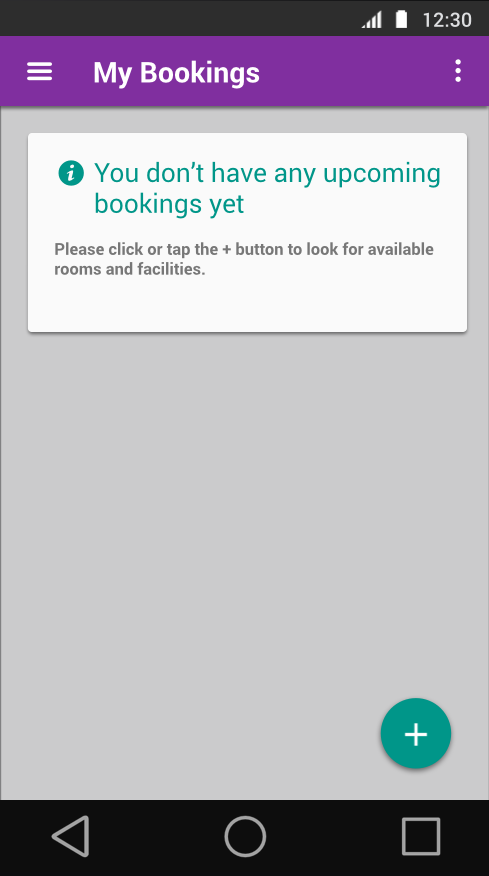 12:30
My Bookings
You don’t have any upcoming
bookings yet
Please click or tap the + button to look for available
rooms and facilities.
+